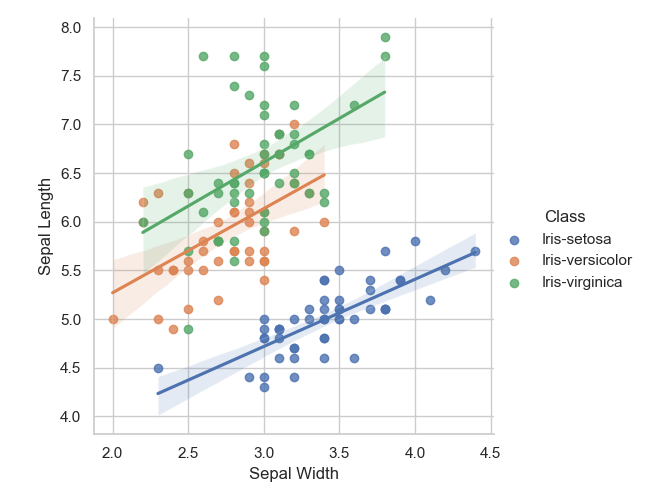 8.0
7.5
7.0
6.5
6.0
5.5
5.0
4.5
4.0
Sepal Length
2.0 2.5 3.0 3.5 4.0 4.5
Sepal Width
Class
Iris-setosa
Iris-versicolor
Iris-virginica